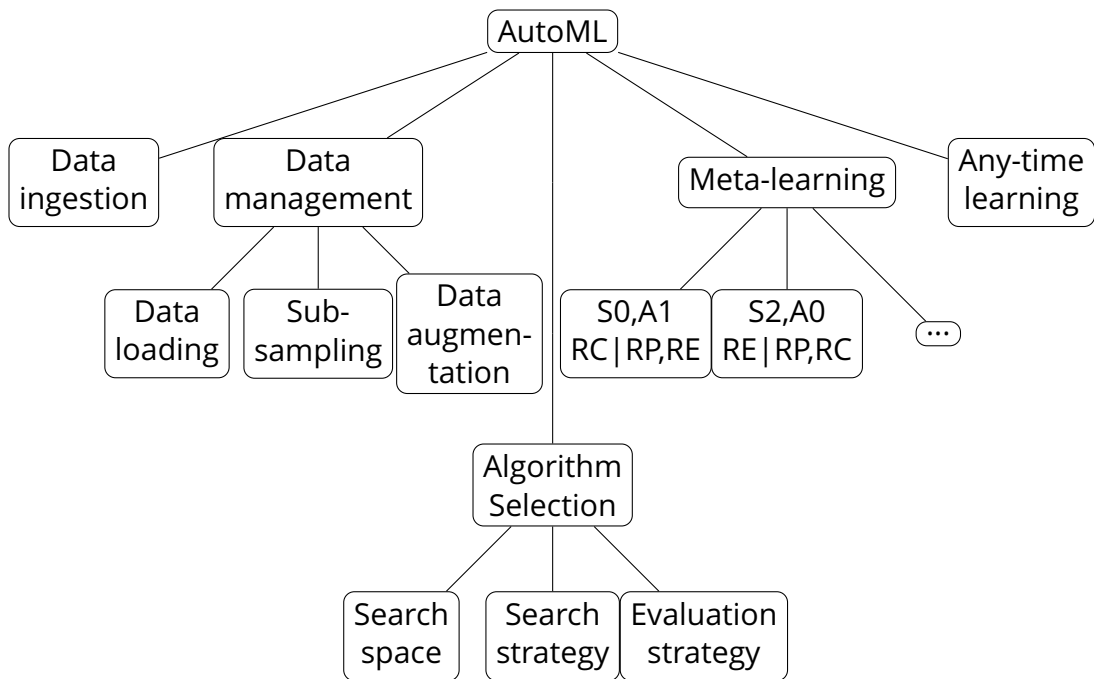 AutoML
Data
ingestion
Data
management
Meta-learning
Any-time
learning
Data
loading
Sub-
sampling
Data
augmen-
tation
S0,A1
RC|RP,RE
S2,A0
RE|RP,RC
...
Algorithm
Selection
Search
space
Search
strategy
Evaluation
strategy